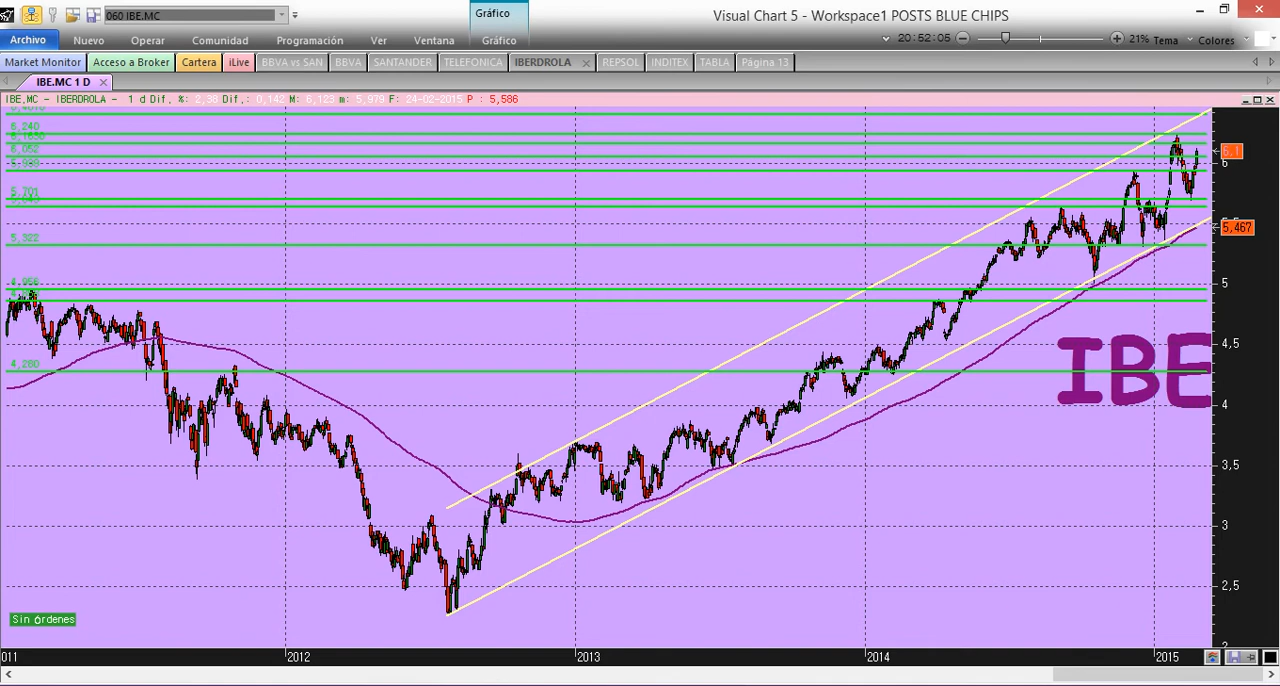 060 IBE.MC
Gráfico
Visual Chart 5 - Workspace1 POSTS BLUE CHIPS
Archivo Nuevo Operar Comunidad Programación Ver Ventana Gráfico 20:52:05 21% Tema Colores
Market Monitor Acceso a Broker Cartera iLive BBVA vs SAN BBVA SANTANDER TELEFONICA IBERDROLA REPSOL INDITEX TABLA Página 13
IBE.MC 1 D
IBE,MC - IBERDROLA - 1 d Dif, %: 2,38 Dif,: 0,142 M: 6,123 m: 5,979 F: 24-02-2015 P : 5,586
6,240
6,052
6,1
6
5,701
5,467
5,322
5
4,956
4,5
IBE
4,260
4
3,5
3
2,5
Sin órdenes
2
011 2012 2013 2014 2015